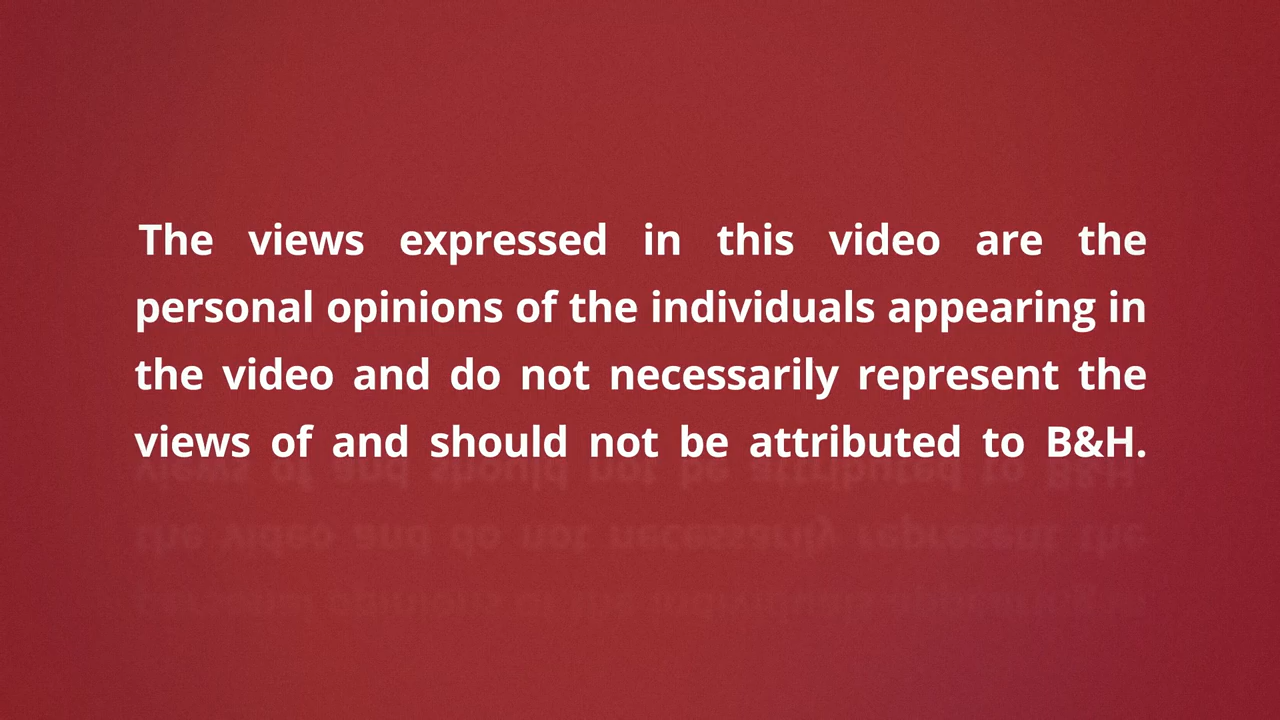 The views expressed in this video are the
personal opinions of the individuals appearing in
the video and do not necessarily represent the
views of and should not be attributed to B&H.